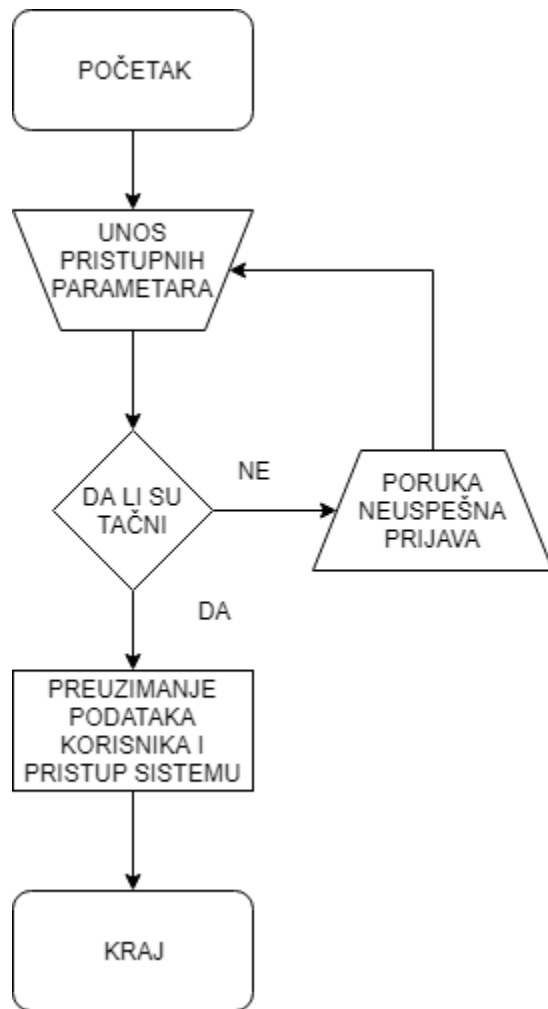 POČETAK
UNOS
PRISTUPNIH
PARAMETARA
DA LI SU
TAČNI
NE
PORUKA
NEUSPEŠNA
PRIJAVA
DA
PREUZIMANJE
PODATAKA
KORISNIKA I
PRISTUP SISTEMU
KRAJ